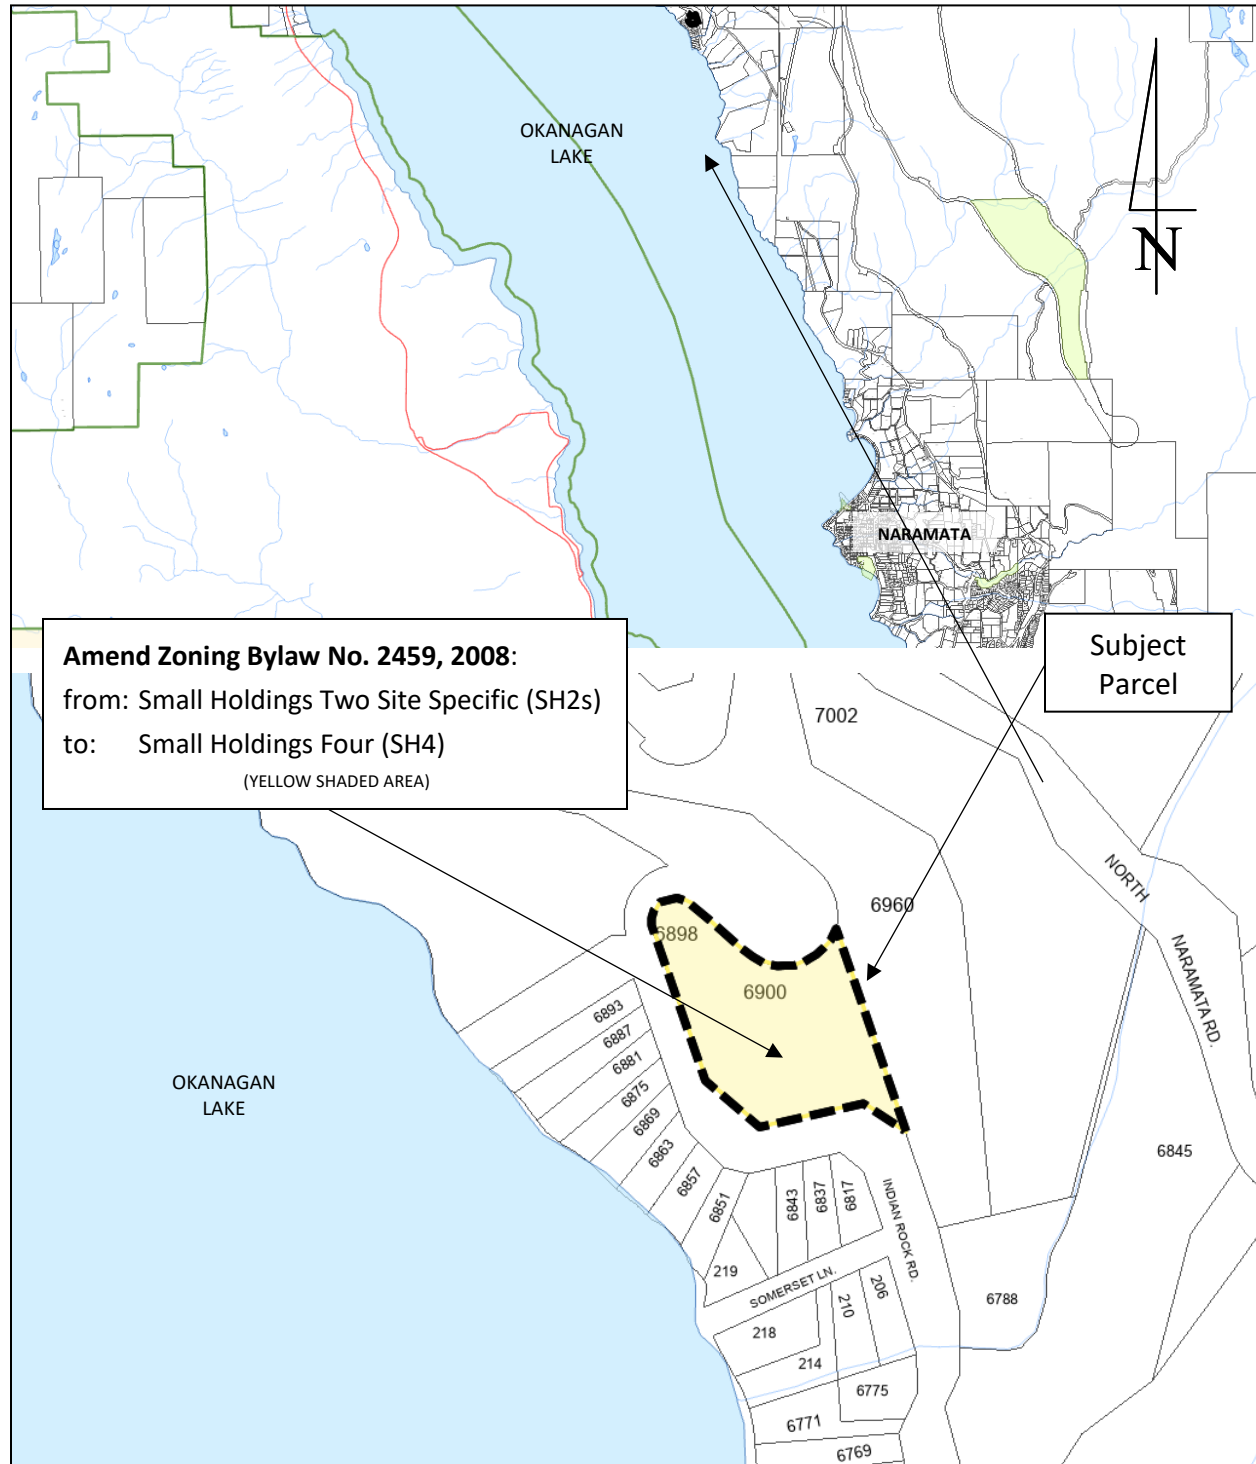 OKANAGAN
LAKE
N
NARAMATA
Amend Zoning Bylaw No. 2459, 2008:
from: Small Holdings Two Site Specific (SH2s)
to: Small Holdings Four (SH4)
(YELLOW SHADED AREA)
Subject
Parcel
7002
NORTH
NARAMATA RD.
6960
6898
6900
6893
6887
6881
6875
6869
6863
6857
6851
6843
6837
6817
INDIAN ROCK RD.
6845
OKANAGAN
LAKE
219
SOMERSET LN.
206
210
218
214
6788
6775
6771
6769